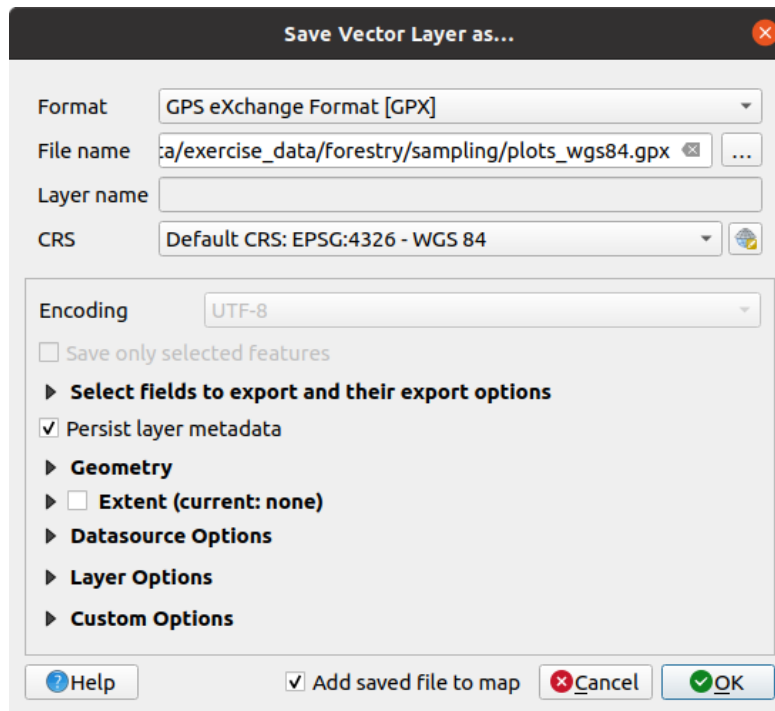 Save Vector Layer as...
Format GPS eXchange Format [GPX]
File name ta/exercise_data/forestry/sampling/plots_wgs84.gpx ...
Layer name
CRS Default CRS: EPSG:4326 - WGS 84
Encoding UTF-8
Save only selected features
Select fields to export and their export options
Persist layer metadata
Geometry
Extent (current: none)
Datasource Options
Layer Options
Custom Options
Help Add saved file to map Cancel OK